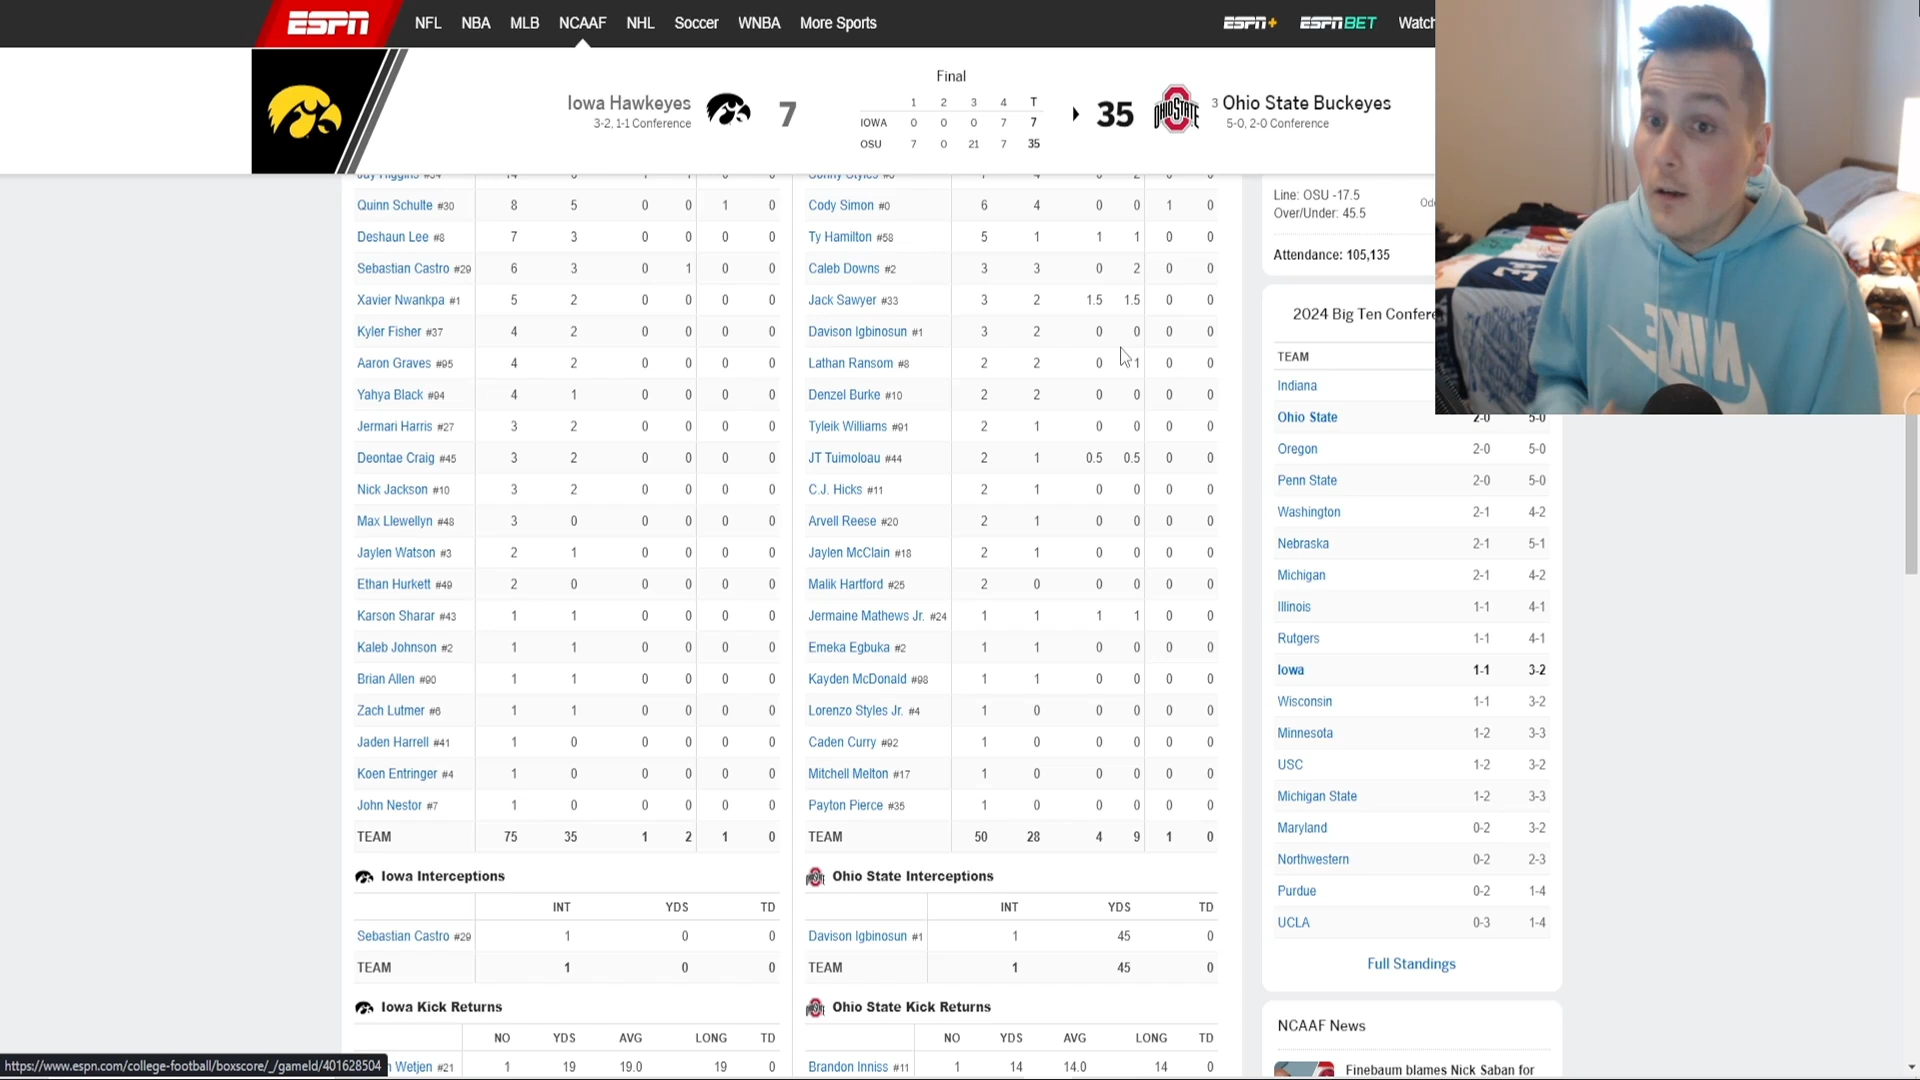 ESPN NFL NBA MLB NCAAF NHL Soccer WNBA More Sports ESPN+ ESPN BET Watch
Final
Iowa Hawkeyes 7 1 2 3 4 T 35 OHIO STATE 3 Ohio State Buckeyes
3-2, 1-1 Conference IOWA 0 0 0 7 7 5-0, 2-0 Conference
OSU 7 0 21 7 35
Quinn Schulte #30 8 5 0 0 1 0
Deshaun Lee #8 7 3 0 0 0 0
Sebastian Castro #29 6 3 0 1 0 0
Xavier Nwankpa #1 5 2 0 0 0 0
Kyler Fisher #37 4 2 0 0 0 0
Aaron Graves #95 4 2 0 0 0 0
Yahya Black #94 4 1 0 0 0 0
Jermari Harris #27 3 2 0 0 0 0
Deontae Craig #45 3 2 0 0 0 0
Nick Jackson #10 3 2 0 0 0 0
Max Llewellyn #48 3 0 0 0 0 0
Jaylen Watson #3 2 1 0 0 0 0
Ethan Hurkett #49 2 0 0 0 0 0
Karson Sharar #43 1 1 0 0 0 0
Kaleb Johnson #2 1 1 0 0 0 0
Brian Allen #90 1 1 0 0 0 0
Zach Lutmer #6 1 1 0 0 0 0
Jaden Harrell #41 1 0 0 0 0 0
Koen Entringer #4 1 0 0 0 0 0
John Nestor #7 1 0 0 0 0 0
TEAM 75 35 1 2 1 0
Iowa Interceptions
INT YDS TD
Sebastian Castro #29 1 0 0
TEAM 1 0 0
Iowa Kick Returns
NO YDS AVG LONG TD
Wetjen #21 1 19 19.0 19 0
https://www.espn.com/college-football/boxscore/_/gameId/401628504
Cody Simon #0 6 4 0 0 1 0
Ty Hamilton #58 5 1 1 1 0 0
Caleb Downs #2 3 3 0 2 0 0
Jack Sawyer #33 3 2 1.5 1.5 0 0
Davison Igbinosun #1 3 2 0 0 0 0
Lathan Ransom #8 2 2 0 1 0 0
Denzel Burke #10 2 2 0 0 0 0
Tyleik Williams #91 2 1 0 0 0 0
JT Tuimoloau #44 2 1 0.5 0.5 0 0
C.J. Hicks #11 2 1 0 0 0 0
Arvell Reese #20 2 1 0 0 0 0
Jaylen McClain #18 2 1 0 0 0 0
Malik Hartford #25 2 0 0 0 0 0
Jermaine Mathews Jr. #24 1 1 1 1 0 0
Emeka Egbuka #2 1 1 0 0 0 0
Kayden McDonald #98 1 1 0 0 0 0
Lorenzo Styles Jr. #4 1 0 0 0 0 0
Caden Curry #92 1 0 0 0 0 0
Mitchell Melton #17 1 0 0 0 0 0
Payton Pierce #35 1 0 0 0 0 0
TEAM 50 28 4 9 1 0
Ohio State Interceptions
INT YDS TD
Davison Igbinosun #1 1 45 0
TEAM 1 45 0
Ohio State Kick Returns
NO YDS AVG LONG TD
Brandon Inniss #11 1 14 14.0 14 0
Line: OSU -17.5
Over/Under: 45.5
Attendance: 105,135
2024 Big Ten
TEAM
Indiana
Ohio State 2-0 5-0
Oregon 2-0 5-0
Penn State 2-0 5-0
Washington 2-1 4-2
Nebraska 2-1 5-1
Michigan 2-1 4-2
Illinois 1-1 4-1
Rutgers 1-1 4-1
Iowa 1-1 3-2
Wisconsin 1-1 3-2
Minnesota 1-2 3-3
USC 1-2 3-2
Michigan State 1-2 3-3
Maryland 0-2 3-2
Northwestern 0-2 2-3
Purdue 0-2 1-4
UCLA 0-3 1-4
Full Standings
NCAAF News
Finebaum blames Nick Saban for
NIKE